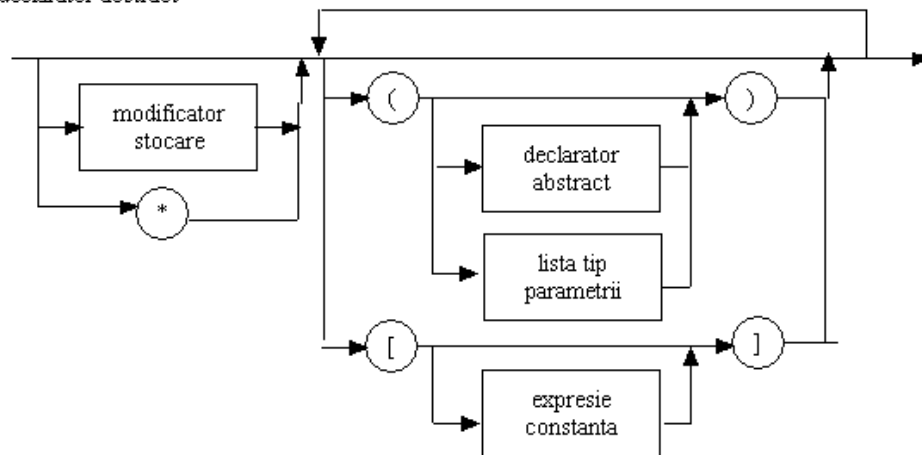 modificator
stocare
*
(
)
declarator
abstract
lista tip
parametrii
[
]
expresie
constanta